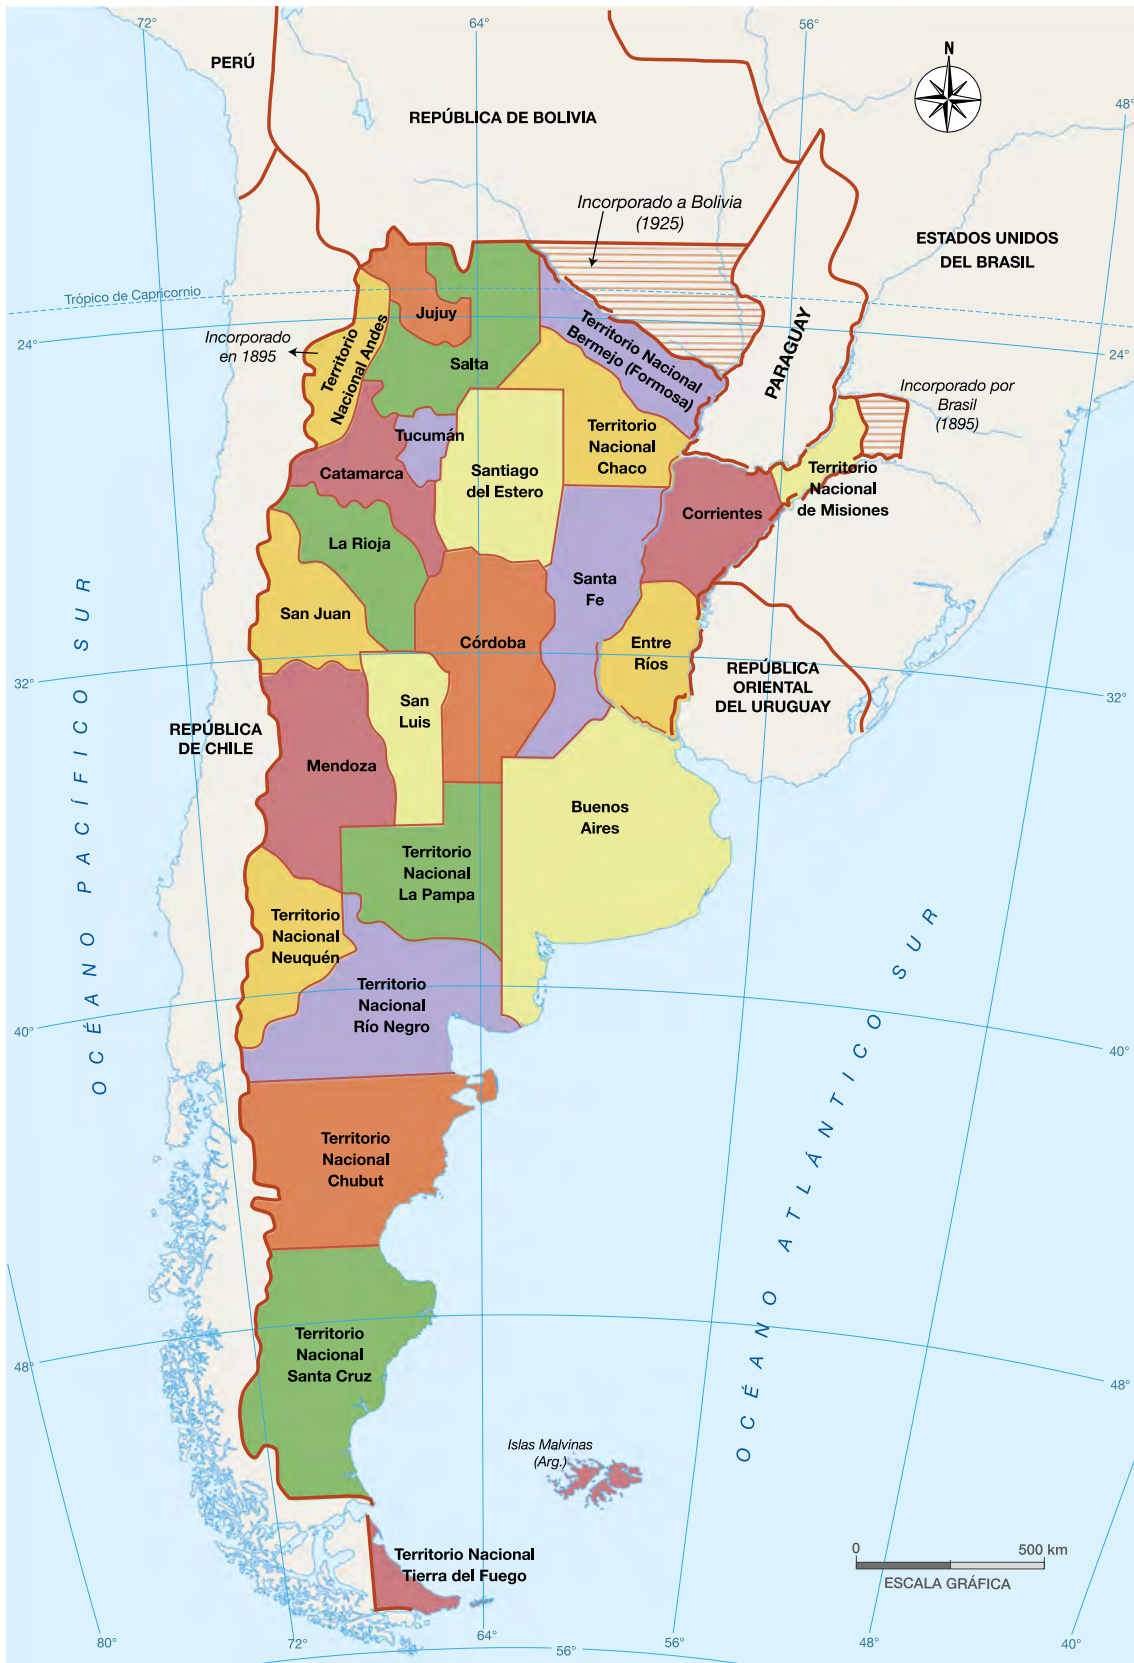 72°
64°
56°
48°
N
PERÚ
REPÚBLICA DE BOLIVIA
Incorporado a Bolivia
(1925)
ESTADOS UNIDOS
DEL BRASIL
Trópico de Capricornio
24°
Incorporado
en 1895
Territorio
Nacional Andes
Jujuy
Salta
Territorio Nacional
Bermejo (Formosa)
PARAGUAY
24°
Incorporado por
Brasil
(1895)
Tucumán
Catamarca
Santiago
del Estero
Territorio
Nacional
Chaco
Territorio
Nacional
de Misiones
Corrientes
La Rioja
San Juan
Santa
Fe
Córdoba
Entre
Ríos
32°
REPÚBLICA
ORIENTAL
DEL URUGUAY
32°
San
Luis
REPÚBLICA
DE CHILE
Mendoza
Buenos
Aires
OCÉANO PACÍFICO SUR
Territorio
Nacional
La Pampa
Territorio
Nacional
Neuquén
Territorio
Nacional
Río Negro
40°
40°
OCÉANO ATLÁNTICO SUR
Territorio
Nacional
Chubut
Territorio
Nacional
Santa Cruz
48°
48°
Islas Malvinas
(Arg.)
Territorio Nacional
Tierra del Fuego
0 500 km
ESCALA GRÁFICA
80°
72°
64°
56°
56°
48°
40°